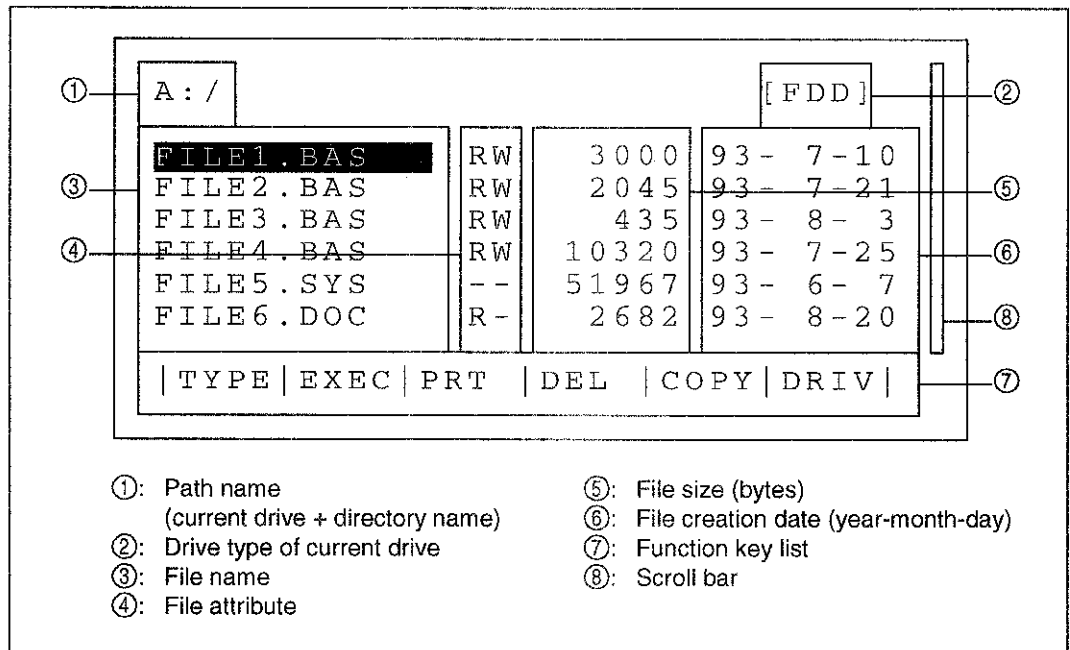 ① A:/ [FDD] ②
FILE1.BAS RW 3000 93- 7-10
③ FILE2.BAS RW 2045 93- 7-21 ⑤
FILE3.BAS RW 435 93- 8- 3
④ FILE4.BAS RW 10320 93- 7-25 ⑥
FILE5.SYS -- 51967 93- 6- 7
FILE6.DOC R- 2682 93- 8-20 ⑧
|TYPE|EXEC|PRT |DEL |COPY|DRIV| ⑦
①: Path name
(current drive + directory name)
②: Drive type of current drive
③: File name
④: File attribute
⑤: File size (bytes)
⑥: File creation date (year-month-day)
⑦: Function key list
⑧: Scroll bar